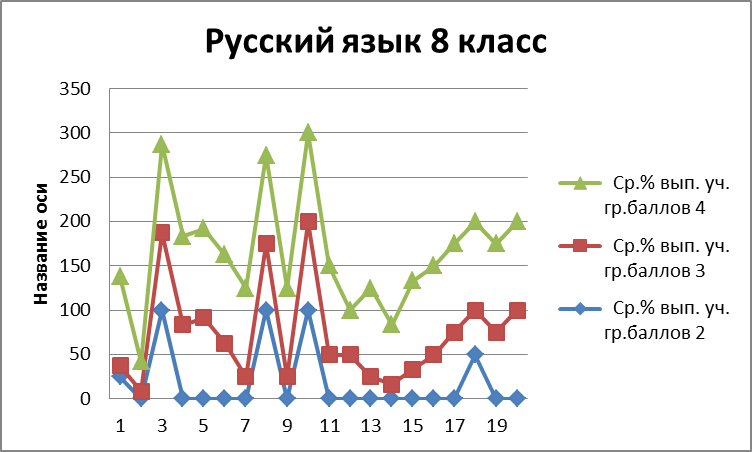 Русский язык 8 класс
350
300
250
200
150
100
50
0
Название оси
1 3 5 7 9 11 13 15 17 19
Ср.% вып. уч.
гр.баллов 4
Ср.% вып. уч.
гр.баллов 3
Ср.% вып. уч.
гр.баллов 2